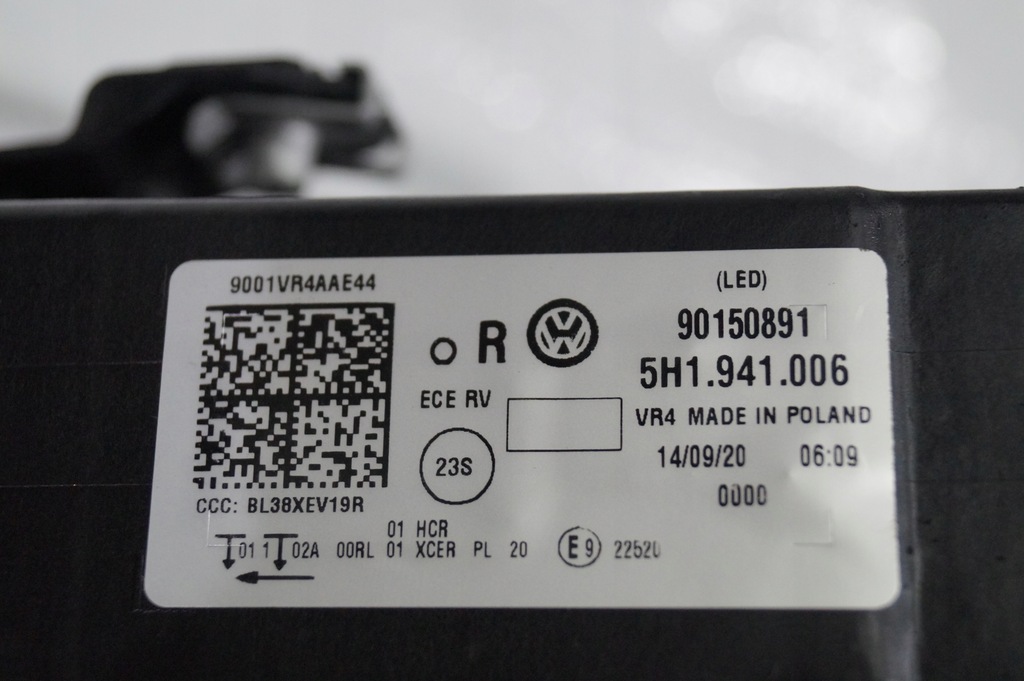 9001VR4AAE44
(LED)
90150891
R
5H1.941.006
ECE RV
VR4 MADE IN POLAND
23S
14/09/20 06:09
0000
CCC: BL38XEV19R
01 HCR
01 1 02A 00RL 01 XCER PL 20 E9 22520